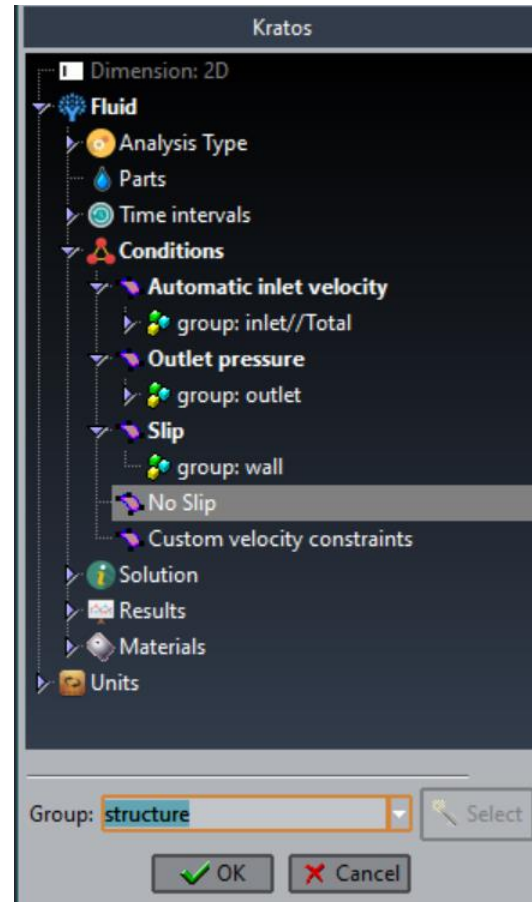 Kratos
Dimension: 2D
Fluid
Analysis Type
Parts
Time intervals
Conditions
Automatic inlet velocity
group: inlet//Total
Outlet pressure
group: outlet
Slip
group: wall
No Slip
Custom velocity constraints
Solution
Results
Materials
Units
Group: structure Select
OK Cancel